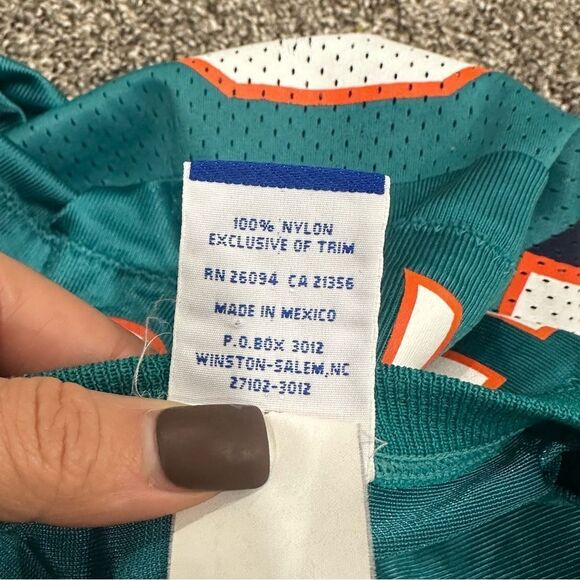 100% NYLON
EXCLUSIVE OF TRIM
RN 26094 CA 21356
MADE IN MEXICO
P.O.BOX 3012
WINSTON-SALEM,NC
27102-3012